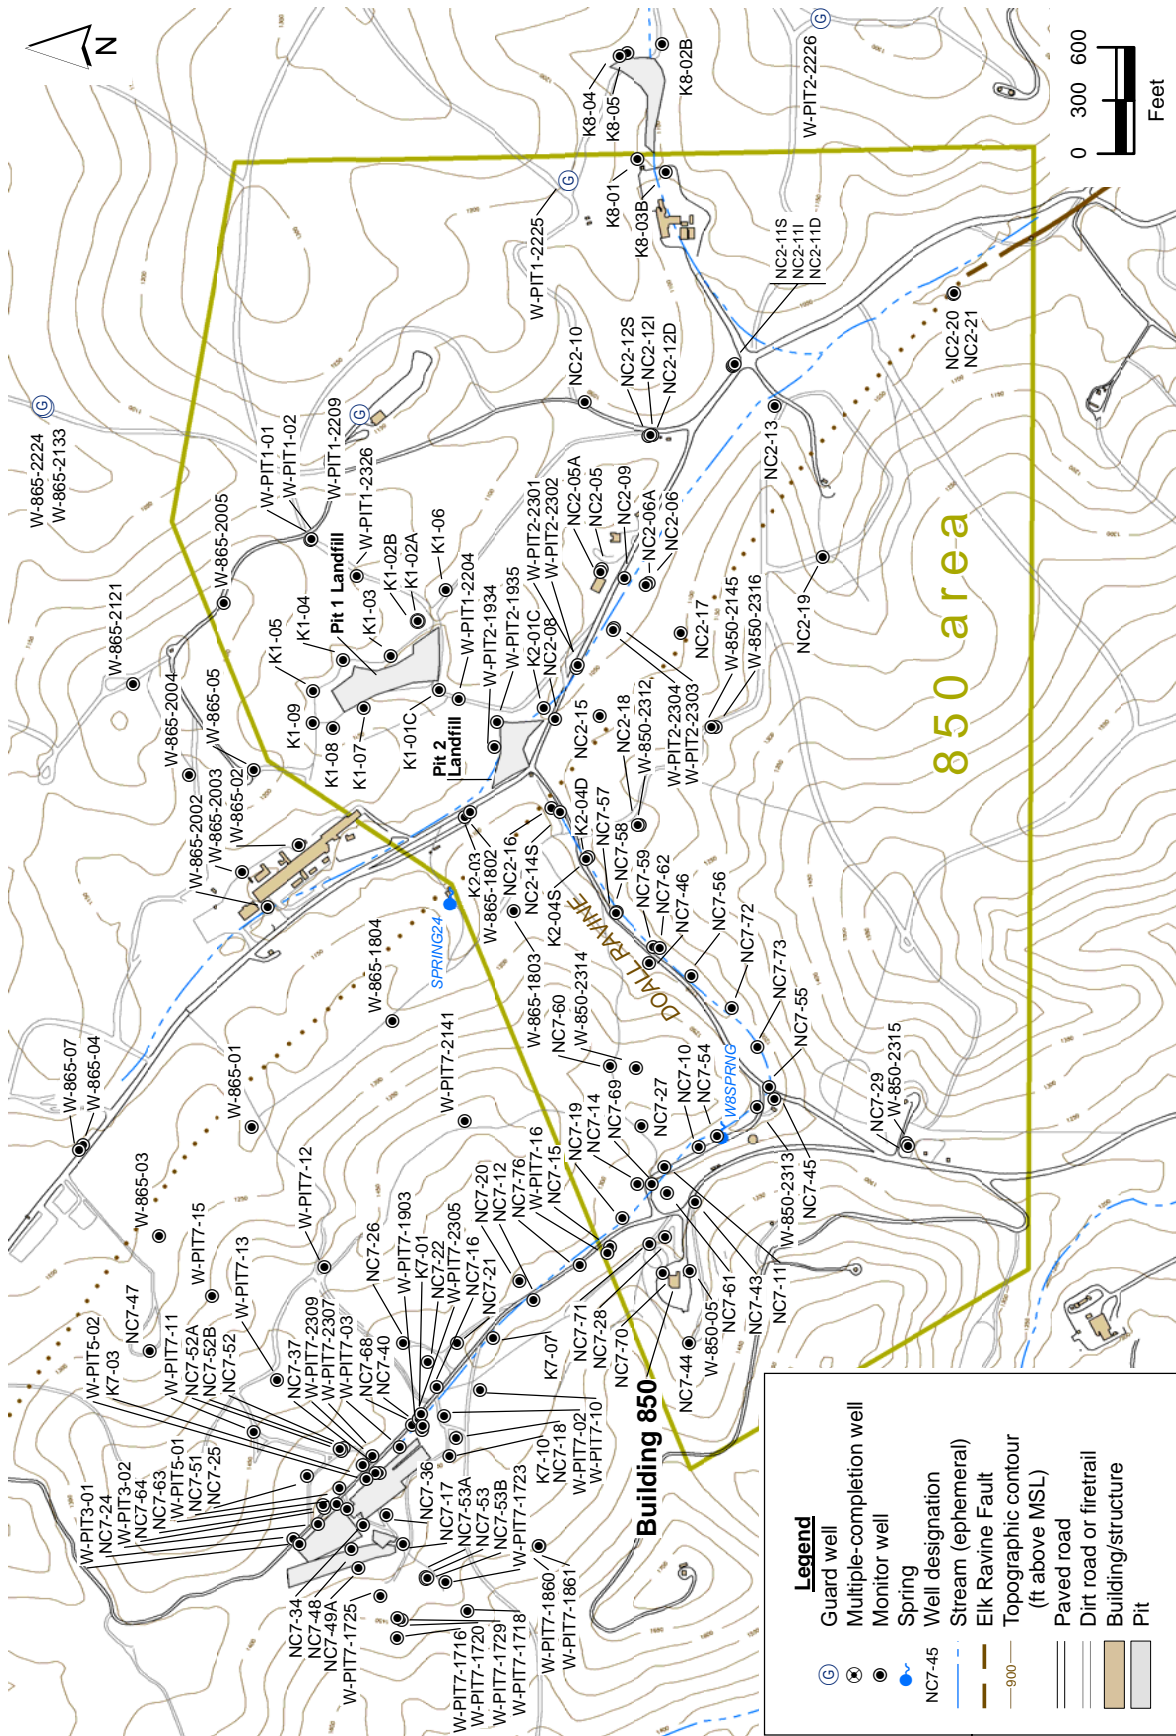 N
W-865-2224
W-865-2133
W-PIT2-2226
K8-04
K8-05
K8-02B
K8-01
K8-03B
W-PIT1-2225
NC2-11S
NC2-11I
NC2-11D
NC2-10
NC2-12S
NC2-12I
NC2-12D
NC2-20
NC2-21
NC2-13
NC2-19
W-PIT1-01
W-PIT1-02
W-PIT1-2209
W-PIT1-2326
W-865-2005
W-865-2121
Pit 1 Landfill
K1-02B
K1-02A
K1-06
K1-05
K1-04
K1-03
K1-09
K1-08
K1-07
K1-01C
W-PIT1-2204
W-PIT2-1934
W-PIT2-1935
Pit 2
Landfill
K2-01C
NC2-08
W-PIT2-2301
W-PIT2-2302
NC2-05A
NC2-05
NC2-09
NC2-06A
NC2-06
NC2-17
W-850-2145
W-850-2316
W-PIT2-2304
W-PIT2-2303
NC2-15
NC2-18
W-850-2312
850 area
W-865-2004
W-865-05
W-865-2002
W-865-2003
W-865-02
W-865-1804
SPRING24
K2-03
W-865-1802
NC2-16
NC2-14S
K2-04S
K2-04D
NC7-57
NC7-58
NC7-59
NC7-62
NC7-46
NC7-56
NC7-72
NC7-73
NC7-55
DOALL RAVINE
W-865-1803
NC7-60
W-850-2314
W-865-07
W-865-04
W-865-01
W-865-03
W-PIT7-2141
NC7-19
NC7-14
NC7-69
NC7-27
NC7-10
NC7-54
W8SPRNG
NC7-29
W-850-2315
W-850-2313
NC7-45
NC7-11
NC7-43
NC7-61
W-850-05
NC7-44
NC7-70
NC7-28
NC7-71
Building 850
W-PIT7-12
W-PIT7-15
W-PIT7-13
NC7-47
NC7-26
W-PIT7-1903
K7-01
NC7-22
W-PIT7-2305
NC7-16
NC7-21
NC7-20
NC7-12
NC7-76
W-PIT7-16
NC7-15
K7-07
W-PIT5-02
K7-03
W-PIT7-11
NC7-52A
NC7-52B
NC7-52
NC7-37
W-PIT7-2309
W-PIT7-2307
W-PIT7-03
NC7-68
NC7-40
W-PIT3-01
NC7-24
W-PIT3-02
NC7-64
NC7-63
W-PIT5-01
NC7-51
NC7-25
K7-10
NC7-18
W-PIT7-02
W-PIT7-10
NC7-36
NC7-17
NC7-53A
NC7-53
NC7-53B
W-PIT7-1723
W-PIT7-1860
W-PIT7-1861
NC7-34
NC7-48
NC7-49A
W-PIT7-1725
W-PIT7-1716
W-PIT7-1720
W-PIT7-1729
W-PIT7-1718
0 300 600
Feet
Legend
G Guard well
Multiple-completion well
Monitor well
Spring
NC7-45 Well designation
Stream (ephemeral)
Elk Ravine Fault
900 Topographic contour
(ft above MSL)
Paved road
Dirt road or firetrail
Building/structure
Pit